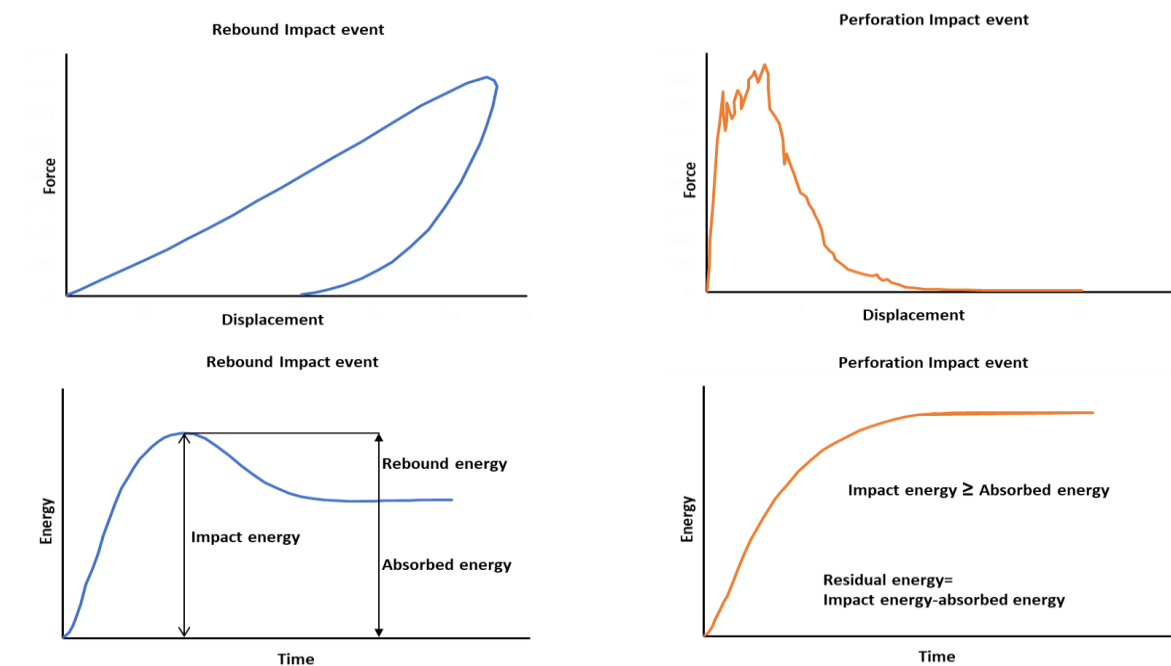 Rebound Impact event
Force
Displacement
Perforation Impact event
Force
Displacement
Rebound Impact event
Energy
Rebound energy
Impact energy
Absorbed energy
Time
Perforation Impact event
Energy
Impact energy ≥ Absorbed energy
Residual energy=
Impact energy-absorbed energy
Time